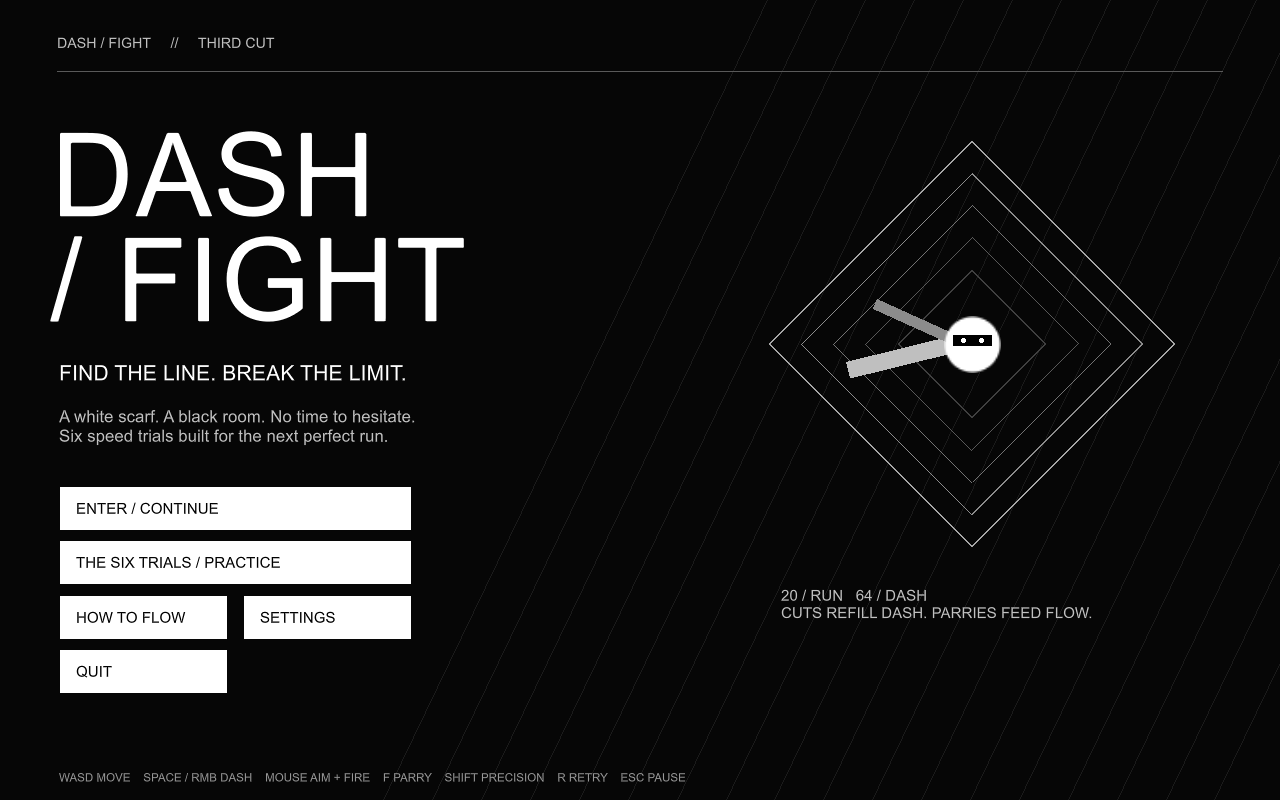 DASH / FIGHT // THIRD CUT
DASH
/ FIGHT
FIND THE LINE. BREAK THE LIMIT.
A white scarf. A black room. No time to hesitate.
Six speed trials built for the next perfect run.
ENTER / CONTINUE
THE SIX TRIALS / PRACTICE
HOW TO FLOW
SETTINGS
QUIT
20 / RUN 64 / DASH
CUTS REFILL DASH. PARRIES FEED FLOW.
WASD MOVE SPACE / RMB DASH MOUSE AIM + FIRE F PARRY SHIFT PRECISION R RETRY ESC PAUSE